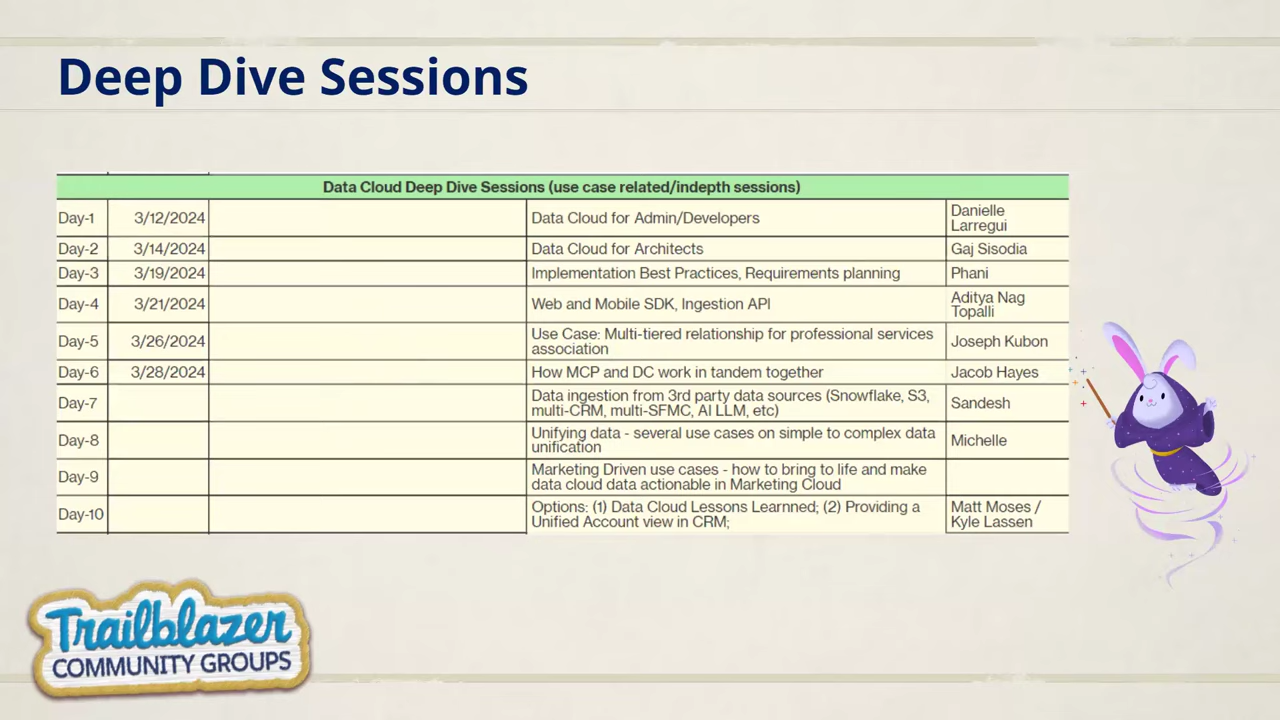 Deep Dive Sessions
Data Cloud Deep Dive Sessions (use case related/indepth sessions)
Day-1 3/12/2024 Data Cloud for Admin/Developers Danielle
Larregui
Day-2 3/14/2024 Data Cloud for Architects Gaj Sisodia
Day-3 3/19/2024 Implementation Best Practices, Requirements planning Phani
Day-4 3/21/2024 Web and Mobile SDK, Ingestion API Aditya Nag
Topalli
Day-5 3/26/2024 Use Case: Multi-tiered relationship for professional services
association Joseph Kubon
Day-6 3/28/2024 How MCP and DC work in tandem together Jacob Hayes
Day-7 Data ingestion from 3rd party data sources (Snowflake, S3,
multi-CRM, multi-SFMC, AI LLM, etc) Sandesh
Day-8 Unifying data - several use cases on simple to complex data
unification Michelle
Day-9 Marketing Driven use cases - how to bring to life and make
data cloud data actionable in Marketing Cloud
Day-10 Options: (1) Data Cloud Lessons Learnned; (2) Providing a
Unified Account view in CRM; Matt Moses /
Kyle Lassen
Trailblazer
COMMUNITY GROUPS